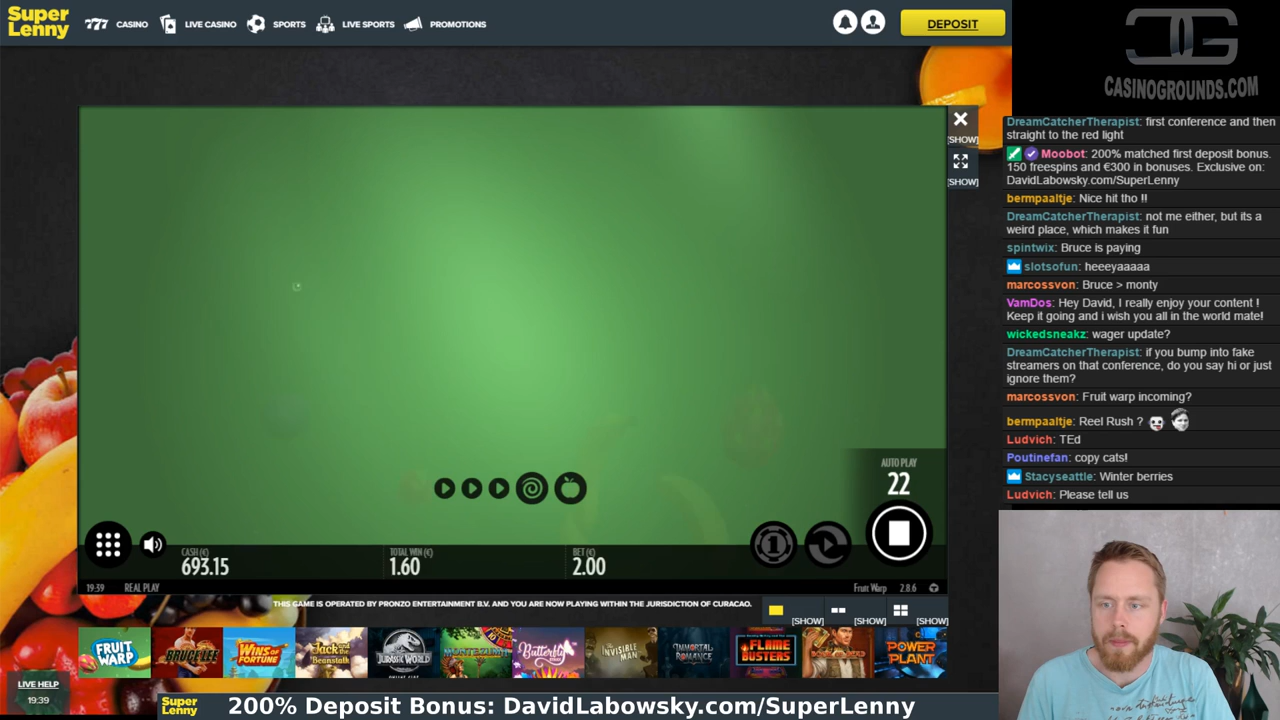 Super
Lenny
777 CASINO
LIVE CASINO
SPORTS
LIVE SPORTS
PROMOTIONS
DEPOSIT
CASINOGROUNDS.COM
[SHOW]
[SHOW]
DreamCatcherTherapist: first conference and then
straight to the red light
Moobot: 200% matched first deposit bonus.
150 freespins and €300 in bonuses. Exclusive on:
DavidLabowsky.com/SuperLenny
bermpaaltje: Nice hit tho !!
DreamCatcherTherapist: not me either, but its a
weird place, which makes it fun
spintwix: Bruce is paying
slotsofun: heeeyaaaaa
marcossvon: Bruce > monty
VamDos: Hey David, I really enjoy your content !
Keep it going and i wish you all in the world mate!
wickedsneakz: wager update?
DreamCatcherTherapist: if you bump into fake
streamers on that conference, do you say hi or just
ignore them?
marcossvon: Fruit warp incoming?
bermpaaltje: Reel Rush ?
Ludvich: TEd
Poutinefan: copy cats!
Stacyseattle: Winter berries
Ludvich: Please tell us
AUTO PLAY
22
1
CASH (€)
693.15
TOTAL WIN (€)
1.60
BET (€)
2.00
19:39
REAL PLAY
Fruit Warp
2.8.6
THIS GAME IS OPERATED BY PRONZO ENTERTAINMENT B.V. AND YOU ARE NOW PLAYING WITHIN THE JURISDICTION OF CURACAO.
[SHOW]
[SHOW]
[SHOW]
FRUIT
WARP
BRUCE LEE
WINS OF
FORTUNE
Jack and the
Beanstalk
JURASSIC WORLD
MONTEZUMA
Butterfly
INVISIBLE
MAN
IMMORTAL
ROMANCE
FLAME
BUSTERS
POWER
PLANT
LIVE HELP
19:39
Super
Lenny
200% Deposit Bonus: DavidLabowsky.com/SuperLenny